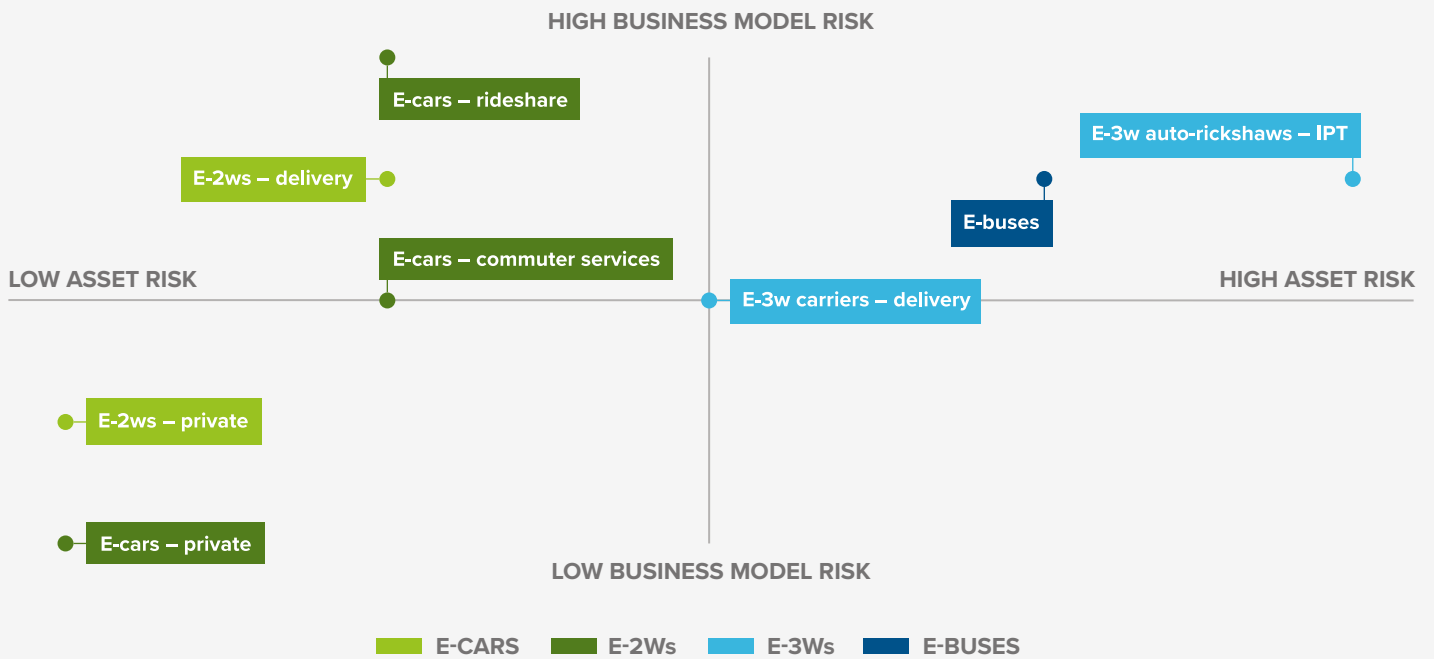 HIGH BUSINESS MODEL RISK
E-cars – rideshare
E-3w auto-rickshaws – IPT
E-2ws – delivery
E-buses
E-cars – commuter services
LOW ASSET RISK
HIGH ASSET RISK
E-3w carriers – delivery
E-2ws – private
E-cars – private
LOW BUSINESS MODEL RISK
E-CARS E-2Ws E-3Ws E-BUSES